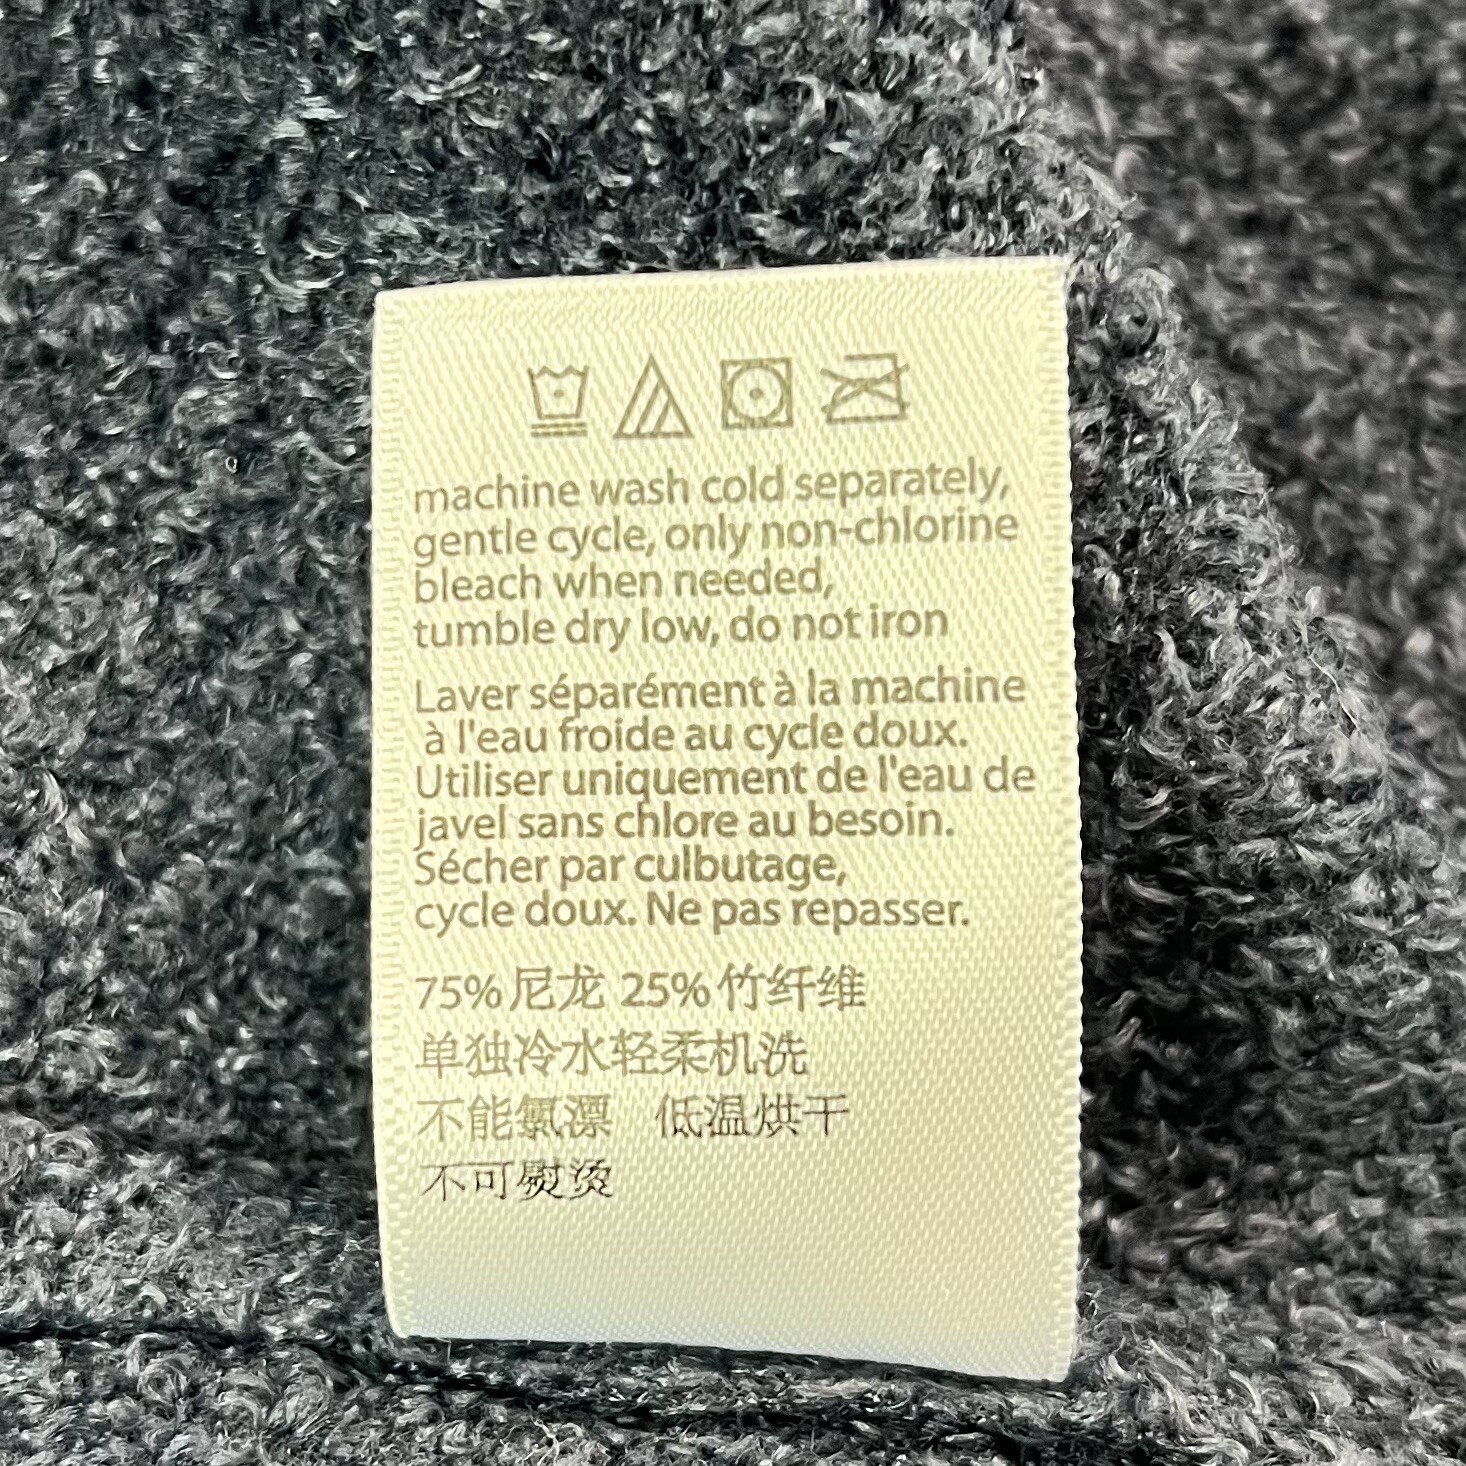 machine wash cold separately,
gentle cycle, only non-chlorine
bleach when needed,
tumble dry low, do not iron
Laver séparément à la machine
à l'eau froide au cycle doux.
Utiliser uniquement de l'eau de
javel sans chlore au besoin.
Sécher par culbutage,
cycle doux. Ne pas repasser.
75%尼龙 25%竹纤维
单独冷水轻柔机洗
不能氯漂 低温烘干
不可熨烫